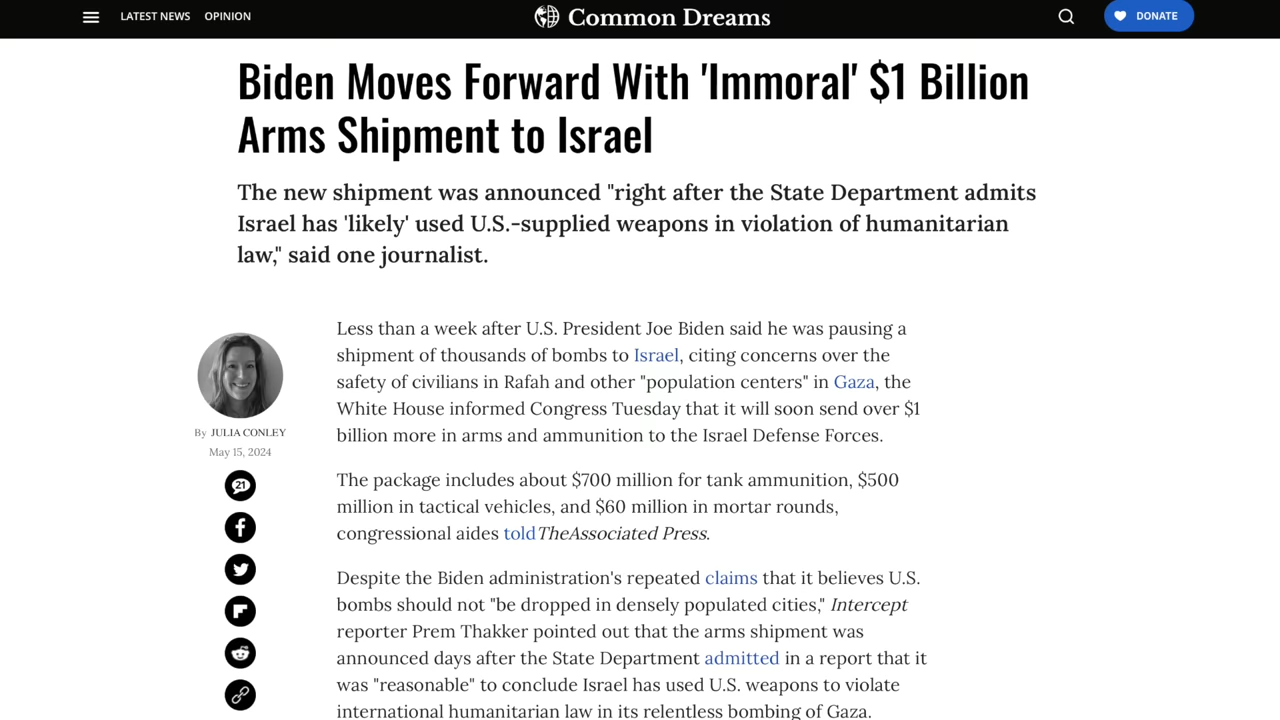 LATEST NEWS OPINION Common Dreams DONATE
Biden Moves Forward With 'Immoral' $1 Billion
Arms Shipment to Israel
The new shipment was announced "right after the State Department admits
Israel has 'likely' used U.S.-supplied weapons in violation of humanitarian
law," said one journalist.
By JULIA CONLEY
May 15, 2024
21
Less than a week after U.S. President Joe Biden said he was pausing a
shipment of thousands of bombs to Israel, citing concerns over the
safety of civilians in Rafah and other "population centers" in Gaza, the
White House informed Congress Tuesday that it will soon send over $1
billion more in arms and ammunition to the Israel Defense Forces.
The package includes about $700 million for tank ammunition, $500
million in tactical vehicles, and $60 million in mortar rounds,
congressional aides toldTheAssociated Press.
Despite the Biden administration's repeated claims that it believes U.S.
bombs should not "be dropped in densely populated cities," Intercept
reporter Prem Thakker pointed out that the arms shipment was
announced days after the State Department admitted in a report that it
was "reasonable" to conclude Israel has used U.S. weapons to violate
international humanitarian law in its relentless bombing of Gaza.